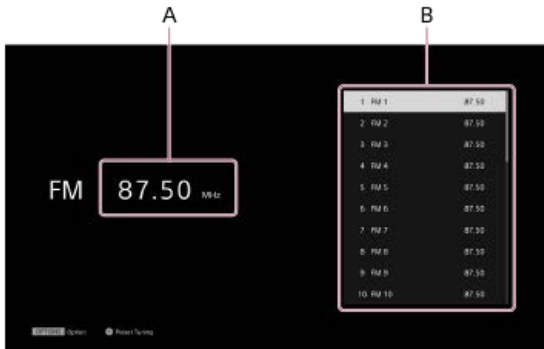 A
B
FM 87.50 MHz
1 FM 1 87.50
2 FM 2 87.50
3 FM 3 87.50
4 FM 4 87.50
5 FM 5 87.50
6 FM 6 87.50
7 FM 7 87.50
8 FM 8 87.50
9 FM 9 87.50
10 FM 10 87.50
OPTIONS Option Preset Tuning